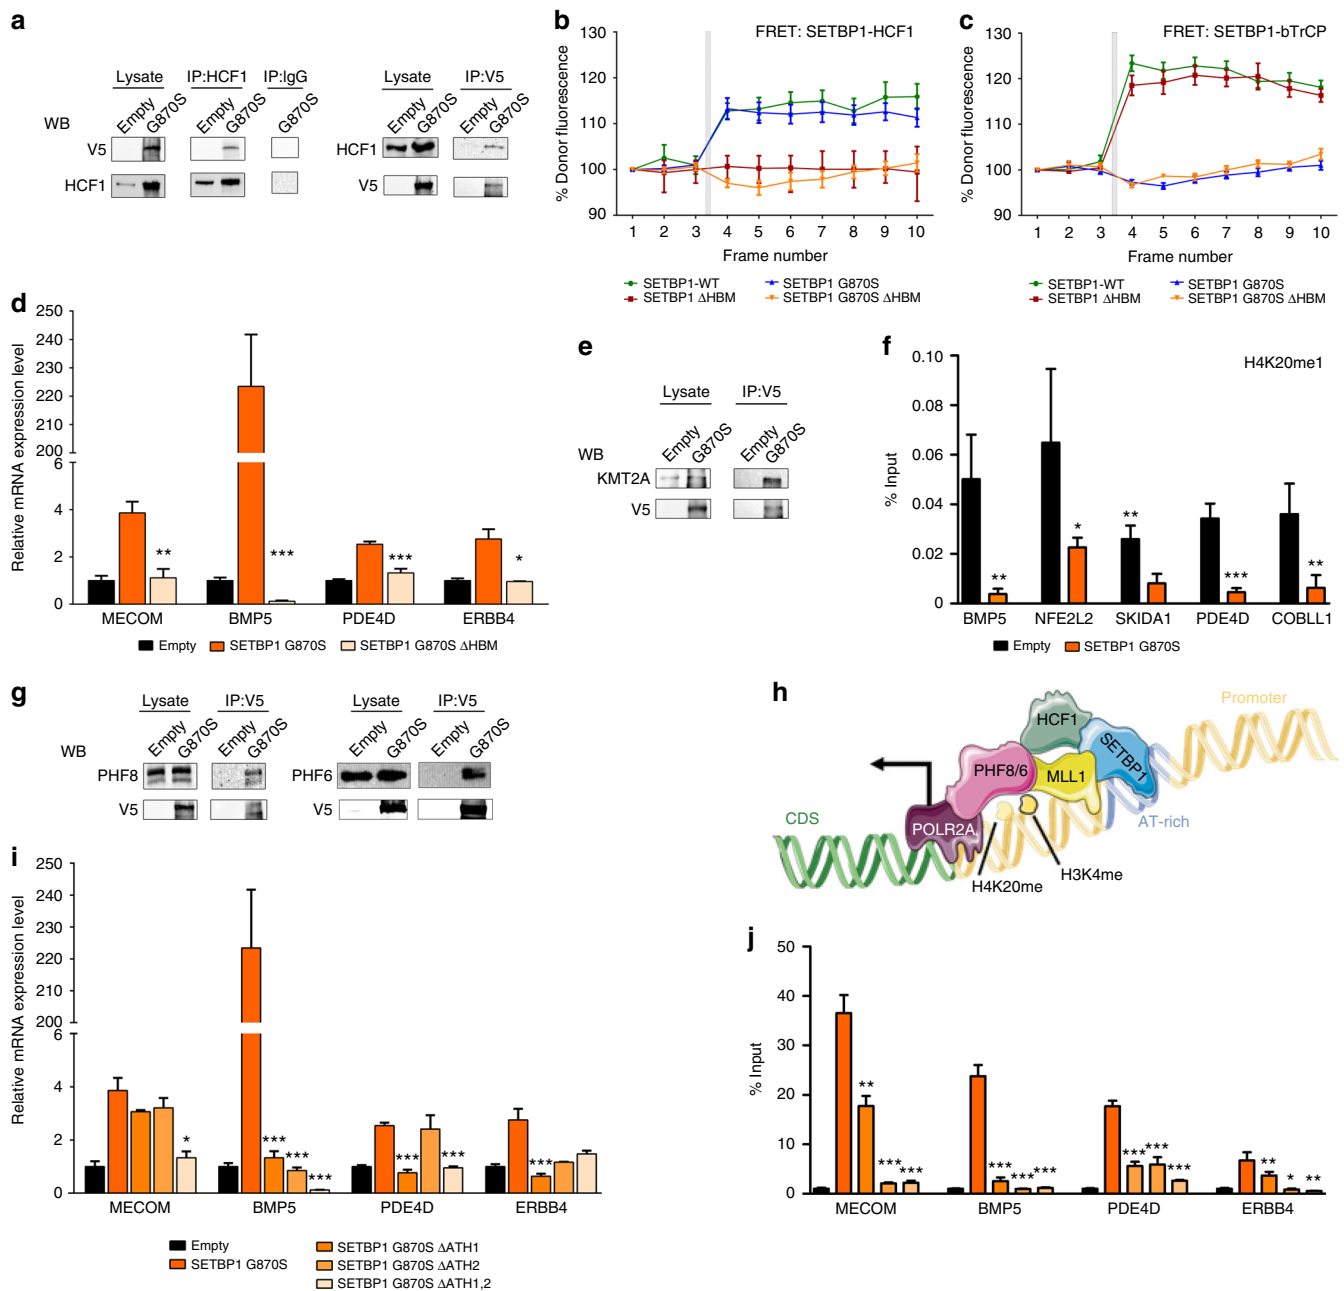 a
Lysate
IP:HCF1
IP:IgG
Empty
G870S
Empty
G870S
G870S
WB
V5
HCF1
Lysate
IP:V5
Empty
G870S
Empty
G870S
HCF1
V5
b
FRET: SETBP1-HCF1
% Donor fluorescence
130
120
110
100
90
1 2 3 4 5 6 7 8 9 10
Frame number
SETBP1-WT
SETBP1 G870S
SETBP1 ΔHBM
SETBP1 G870S ΔHBM
c
FRET: SETBP1-bTrCP
% Donor fluorescence
130
120
110
100
90
1 2 3 4 5 6 7 8 9 10
Frame number
SETBP1-WT
SETBP1 G870S
SETBP1 ΔHBM
SETBP1 G870S ΔHBM
d
Relative mRNA expression level
250
240
230
220
210
200
6
4
2
0
**
***
***
*
MECOM BMP5 PDE4D ERBB4
Empty SETBP1 G870S SETBP1 G870S ΔHBM
e
Lysate
IP:V5
Empty
G870S
Empty
G870S
WB
KMT2A
V5
f
H4K20me1
% Input
0.10
0.08
0.06
0.04
0.02
0
**
*
**
***
**
BMP5 NFE2L2 SKIDA1 PDE4D COBLL1
Empty SETBP1 G870S
g
Lysate
IP:V5
Empty
G870S
Empty
G870S
WB
PHF8
V5
Lysate
IP:V5
Empty
G870S
Empty
G870S
PHF6
V5
h
Promoter
HCF1
SETBP1
PHF8/6
MLL1
POLR2A
CDS
AT-rich
H3K4me
H4K20me
i
Relative mRNA expression level
250
240
230
220
210
200
6
4
2
0
*
***
***
***
***
***
***
MECOM BMP5 PDE4D ERBB4
Empty
SETBP1 G870S
SETBP1 G870S ΔATH1
SETBP1 G870S ΔATH2
SETBP1 G870S ΔATH1,2
j
% Input
50
40
30
20
10
0
**
***
***
***
***
***
***
***
***
**
*
**
MECOM BMP5 PDE4D ERBB4